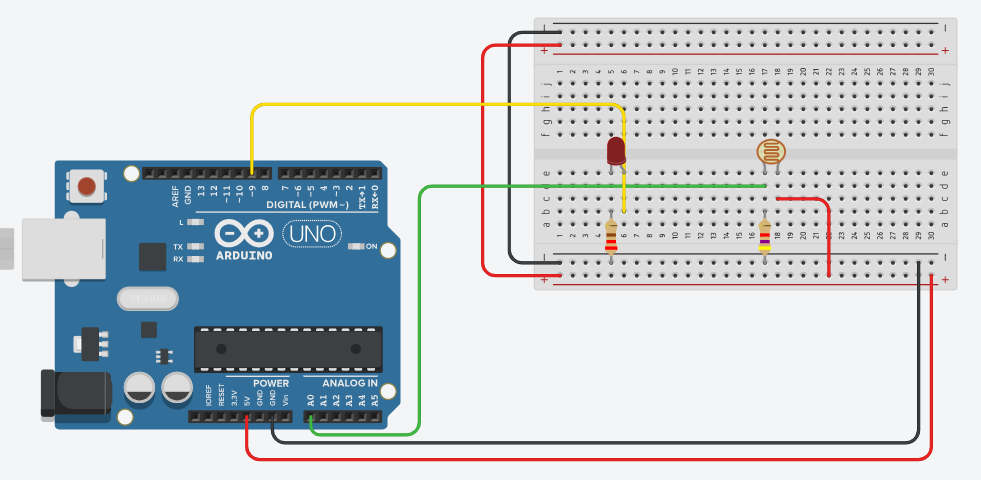 − −
+ +
1 2 3 4 5 6 7 8 9 10 11 12 13 14 15 16 17 18 19 20 21 22 23 24 25 26 27 28 29 30
j j
i i
h h
g g
f f
e e
d d
c c
b b
a a
1 2 3 4 5 6 7 8 9 10 11 12 13 14 15 16 17 18 19 20 21 22 23 24 25 26 27 28 29 30
− −
+ +
AREF GND 13 12 ~11 ~10 ~9 8 7 ~6 ~5 4 ~3 2 TX→1 RX←0
DIGITAL (PWM~)
L
TX
RX
ARDUINO
UNO
ON
POWER ANALOG IN
IOREF RESET 3.3V 5V GND GND Vin A0 A1 A2 A3 A4 A5